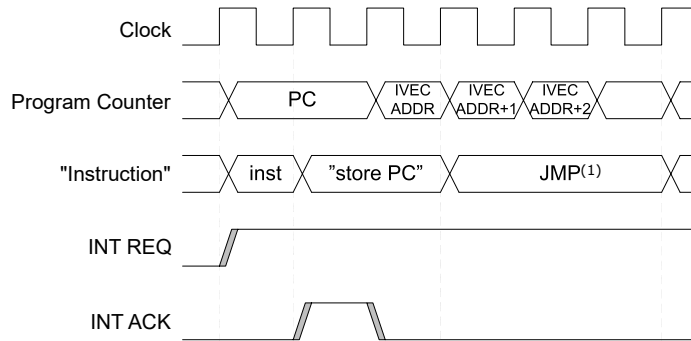 Clock
Program Counter
PC
IVEC
ADDR
IVEC
ADDR+1
IVEC
ADDR+2
"Instruction"
inst
”store PC”
JMP(1)
INT REQ
INT ACK